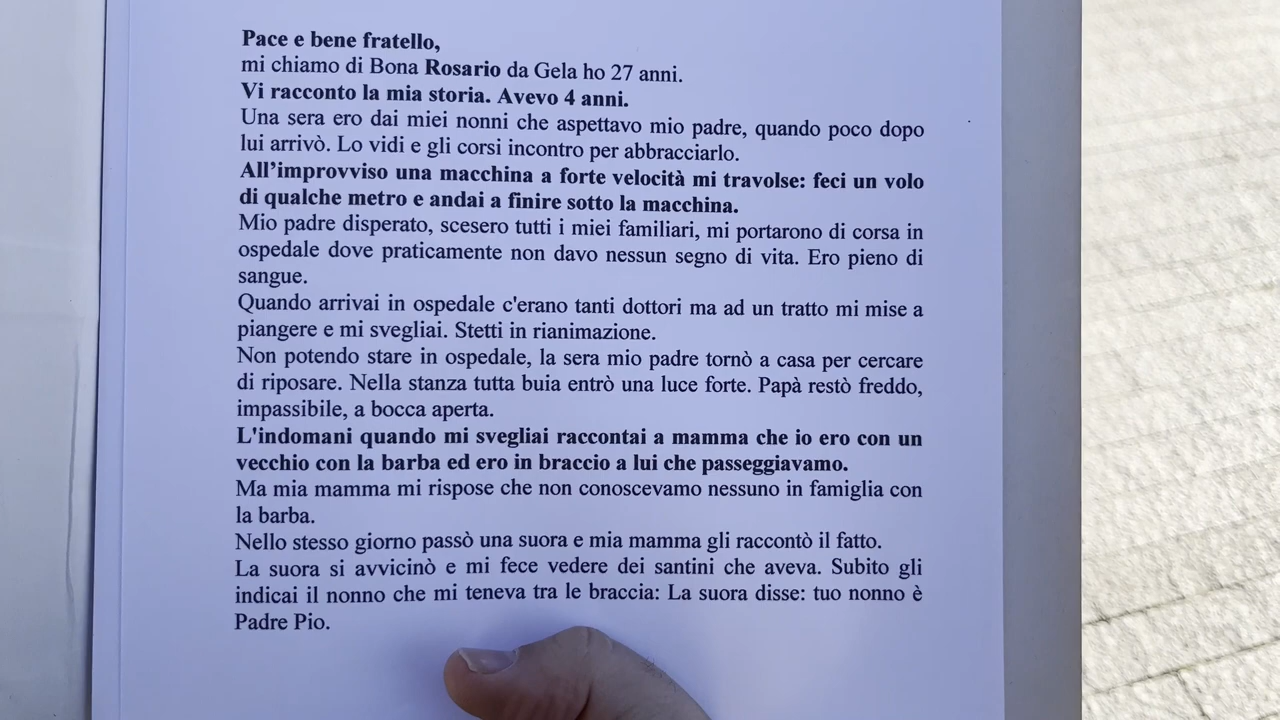 Pace e bene fratello,
mi chiamo di Bona Rosario da Gela ho 27 anni.
Vi racconto la mia storia. Avevo 4 anni.
Una sera ero dai miei nonni che aspettavo mio padre, quando poco dopo
lui arrivò. Lo vidi e gli corsi incontro per abbracciarlo.
All’improvviso una macchina a forte velocità mi travolse: feci un volo
di qualche metro e andai a finire sotto la macchina.
Mio padre disperato, scesero tutti i miei familiari, mi portarono di corsa in
ospedale dove praticamente non davo nessun segno di vita. Ero pieno di
sangue.
Quando arrivai in ospedale c'erano tanti dottori ma ad un tratto mi mise a
piangere e mi svegliai. Stetti in rianimazione.
Non potendo stare in ospedale, la sera mio padre tornò a casa per cercare
di riposare. Nella stanza tutta buia entrò una luce forte. Papà restò freddo,
impassibile, a bocca aperta.
L'indomani quando mi svegliai raccontai a mamma che io ero con un
vecchio con la barba ed ero in braccio a lui che passeggiavamo.
Ma mia mamma mi rispose che non conoscevamo nessuno in famiglia con
la barba.
Nello stesso giorno passò una suora e mia mamma gli raccontò il fatto.
La suora si avvicinò e mi fece vedere dei santini che aveva. Subito gli
indicai il nonno che mi teneva tra le braccia: La suora disse: tuo nonno è
Padre Pio.